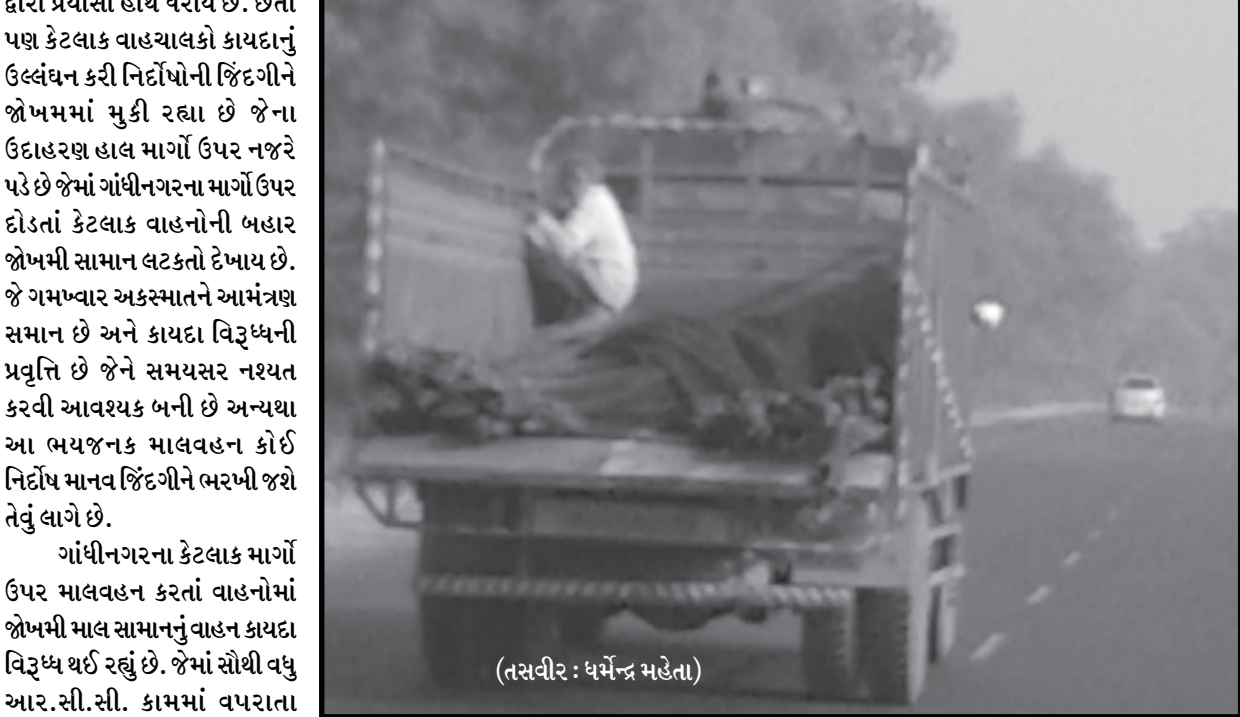 દ્વારા પ્રયાસો હાથ ધરાય છે. છતાં
પણ કેટલાક વાહચાલકો કાયદાનું
ઉલ્લંઘન કરી નિર્દોષોની જિંદગીને
જોખમમાં મુકી રહ્યા છે જેના
ઉદાહરણ હાલ માર્ગો ઉપર નજરે
પડે છે જેમાં ગાંધીનગરના માર્ગો ઉપર
દોડતાં કેટલાક વાહનોની બહાર
જોખમી સામાન લટકતો દેખાય છે.
જે ગમખ્વાર અકસ્માતને આમંત્રણ
સમાન છે અને કાયદા વિરૂધ્ધની
પ્રવૃત્તિ છે જેને સમયસર નશ્યત
કરવી આવશ્યક બની છે અન્યથા
આ ભયજનક માલવહન કોઈ
નિર્દોષ માનવ જિંદગીને ભરખી જશે
તેવું લાગે છે.
ગાંધીનગરના કેટલાક માર્ગો
ઉપર માલવહન કરતાં વાહનોમાં
જોખમી માલ સામાનનું વાહન કાયદા
વિરૂધ્ધ થઈ રહ્યું છે. જેમાં સૌથી વધુ
આર.સી.સી. કામમાં વપરાતા
(તસવીર : ધર્મેન્દ્ર મહેતા)